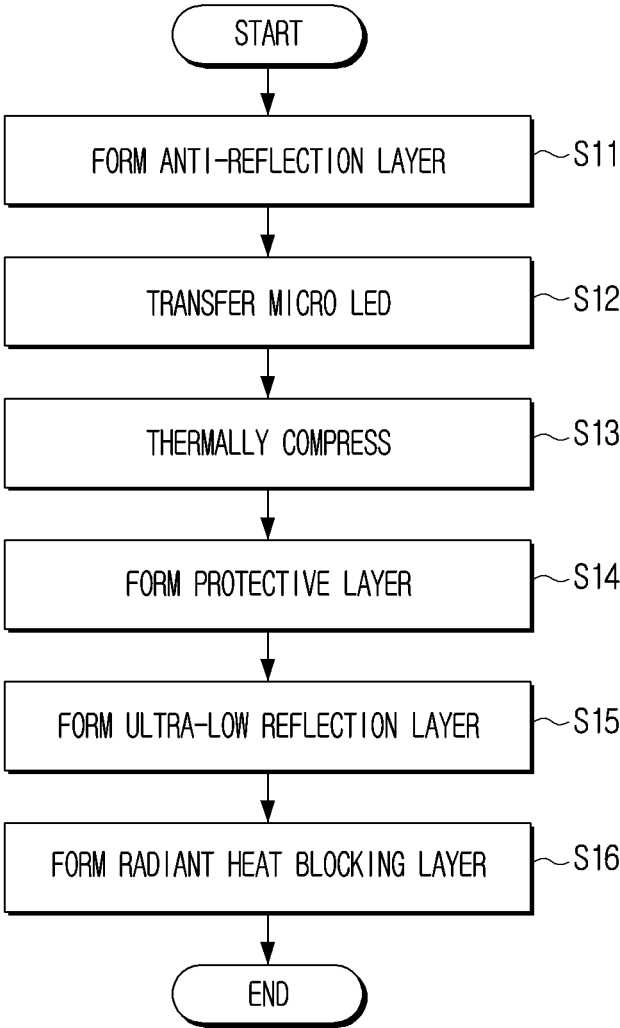 START
FORM ANTI-REFLECTION LAYER
S11
TRANSFER MICRO LED
S12
THERMALLY COMPRESS
S13
FORM PROTECTIVE LAYER
S14
FORM ULTRA-LOW REFLECTION LAYER
S15
FORM RADIANT HEAT BLOCKING LAYER
S16
END